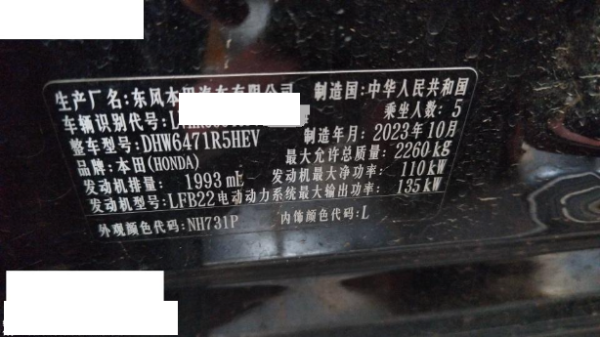 生产厂名:东风本田汽车有限公司 制造国:中华人民共和国
车辆识别代号: 乘坐人数:5
整车型号:DHW6471R5HEV 制造年月:2023年10月
品牌:本田(HONDA) 最大允许总质量:2260kg
发动机排量:1993mL 发动机最大净功率:110kW
发动机型号:LFB22 电动动力系统最大输出功率:135kW
外观颜色代码:NH731P 内饰颜色代码:L